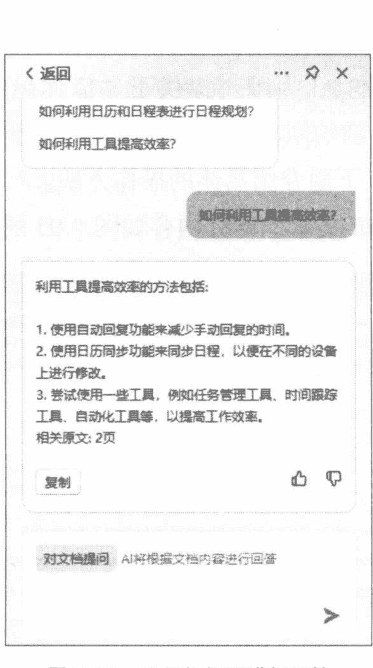 返回
如何利用日历和日程表进行日程规划?
如何利用工具提高效率?
如何利用工具提高效率?
利用工具提高效率的方法包括:
1. 使用自动回复功能来减少手动回复的时间。
2. 使用日历同步功能来同步日程，以便在不同的设备
上进行修改。
3. 尝试使用一些工具，例如任务管理工具、时间跟踪
工具、自动化工具等，以提高工作效率。
相关原文: 2页
复制
对文档提问 AI将根据文档内容进行回答